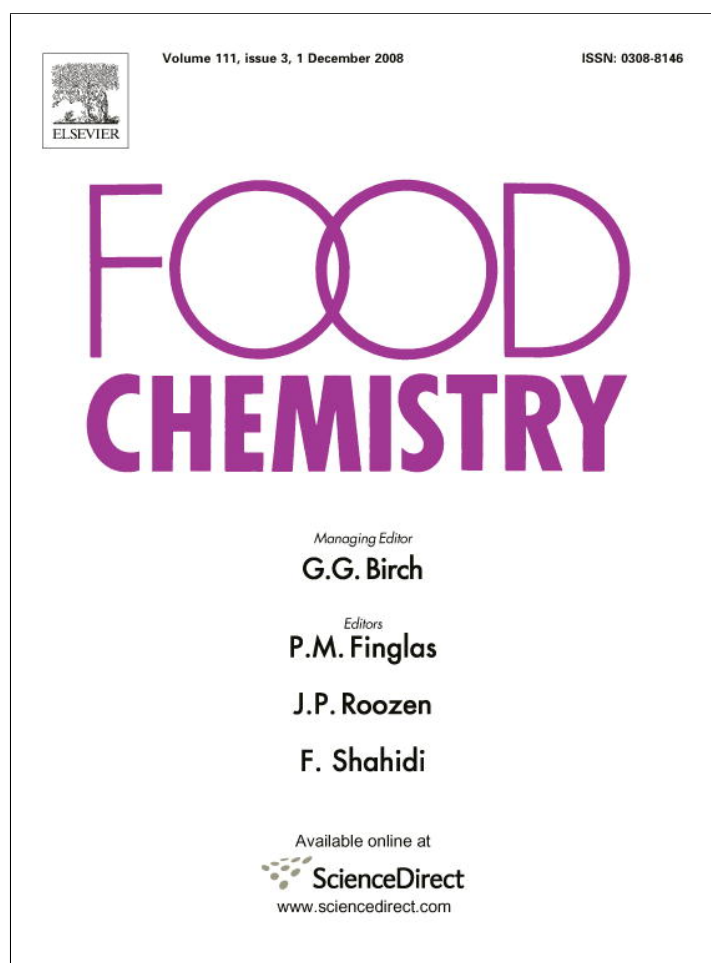 Volume 111, issue 3, 1 December 2008
ISSN: 0308-8146
ELSEVIER
FOOD
CHEMISTRY
Managing Editor
G.G. Birch
Editors
P.M. Finglas
J.P. Roozen
F. Shahidi
Available online at
ScienceDirect
www.sciencedirect.com